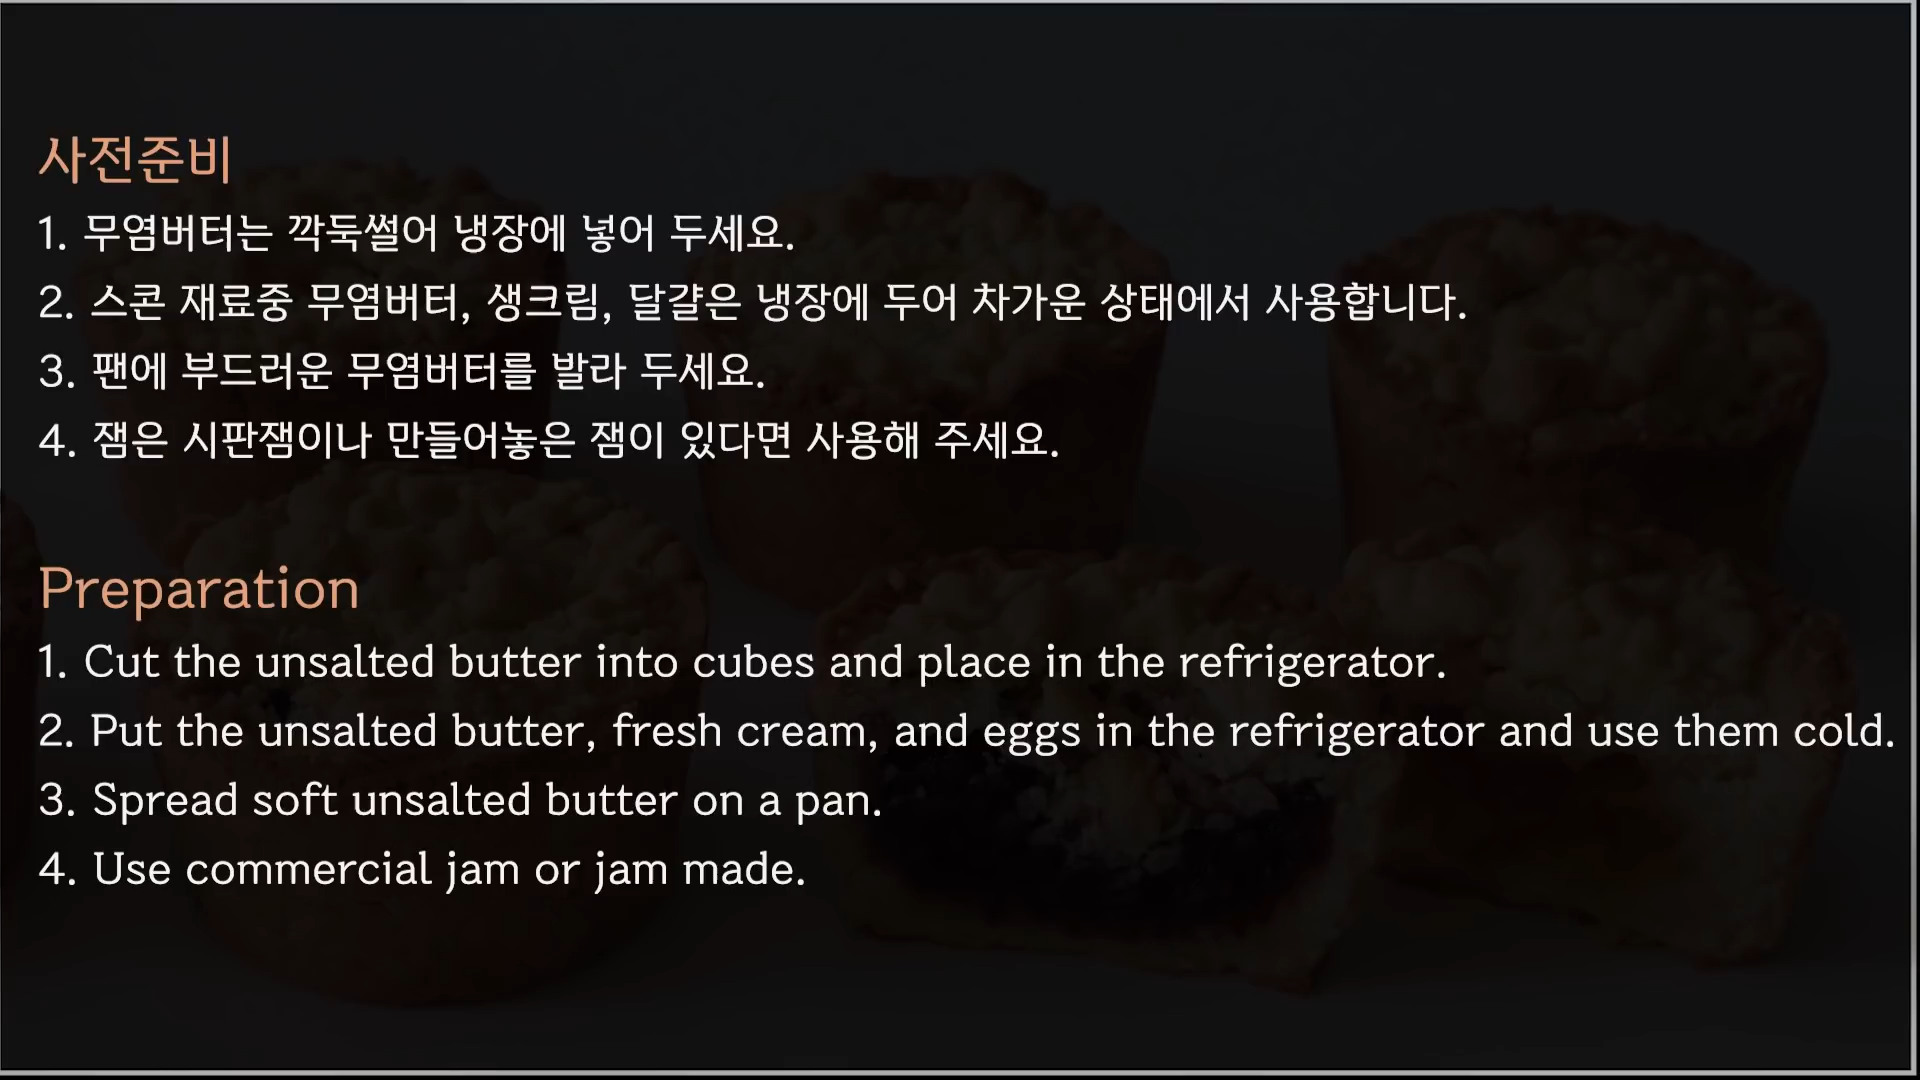 사전준비
1. 무염버터는 깍둑썰어 냉장에 넣어 두세요.
2. 스콘 재료중 무염버터, 생크림, 달걀은 냉장에 두어 차가운 상태에서 사용합니다.
3. 팬에 부드러운 무염버터를 발라 두세요.
4. 잼은 시판잼이나 만들어놓은 잼이 있다면 사용해 주세요.
Preparation
1. Cut the unsalted butter into cubes and place in the refrigerator.
2. Put the unsalted butter, fresh cream, and eggs in the refrigerator and use them cold.
3. Spread soft unsalted butter on a pan.
4. Use commercial jam or jam made.